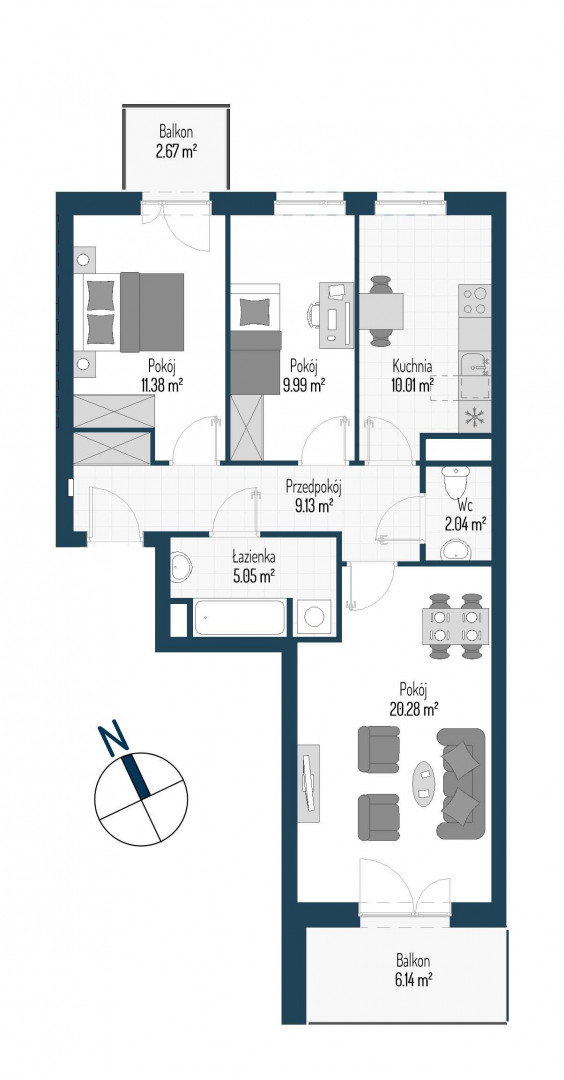 Balkon
2.67 m²
Pokój
11.38 m²
Pokój
9.99 m²
Kuchnia
10.01 m²
Przedpokój
9.13 m²
Wc
2.04 m²
Łazienka
5.05 m²
Pokój
20.28 m²
N
Balkon
6.14 m²